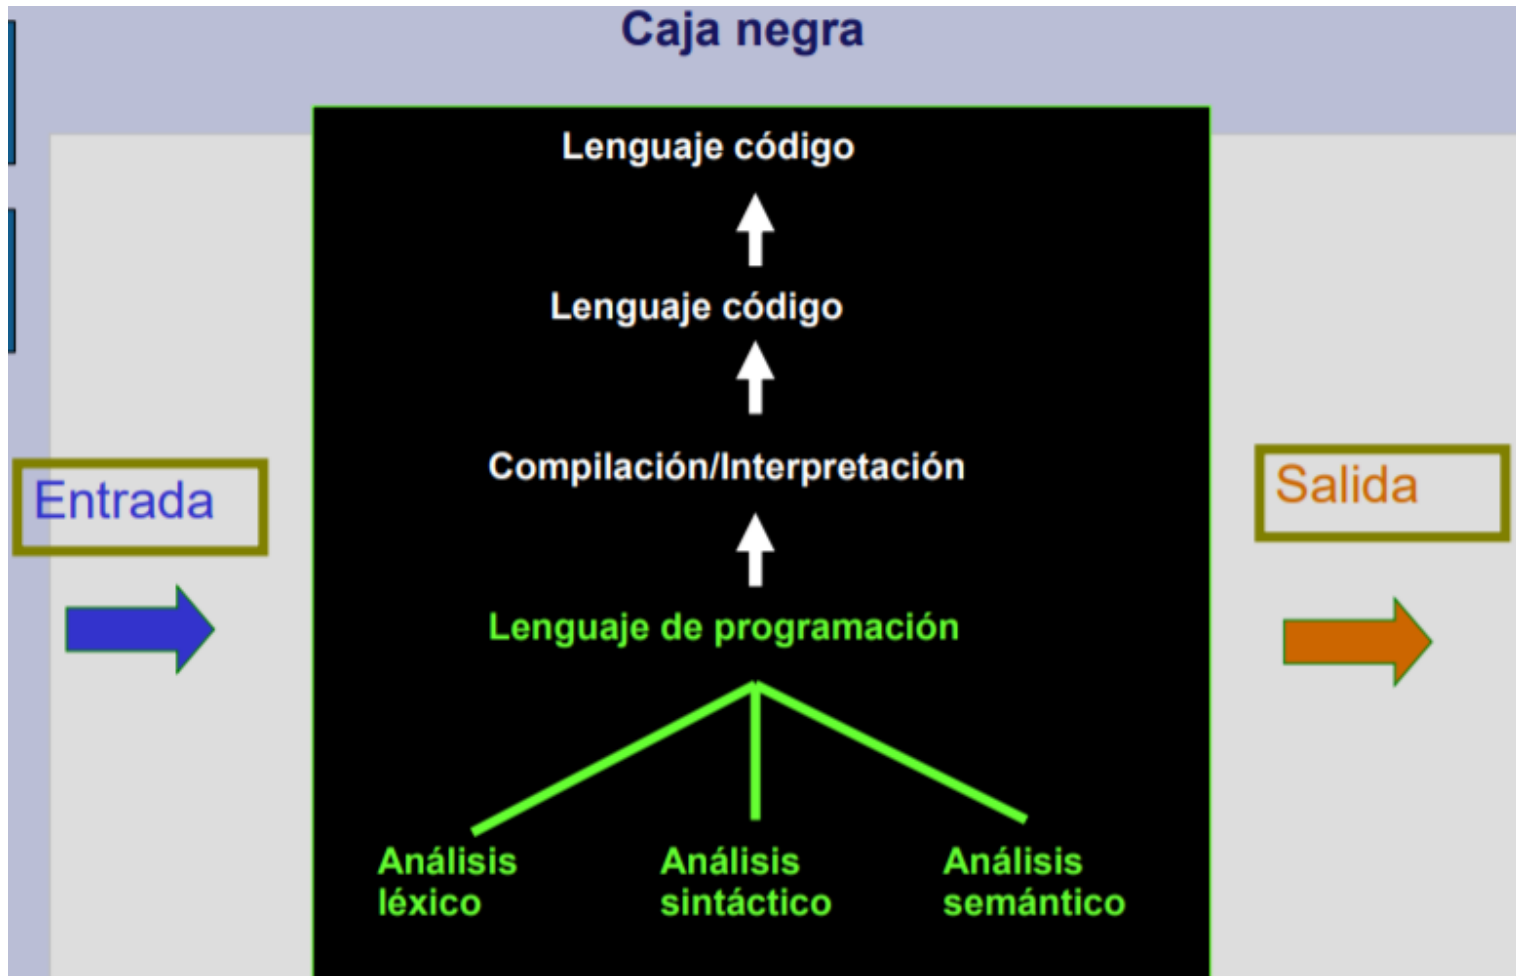 Caja negra
Lenguaje código
Lenguaje código
Compilación/Interpretación
Entrada
Salida
Lenguaje de programación
Análisis
léxico
Análisis
sintáctico
Análisis
semántico